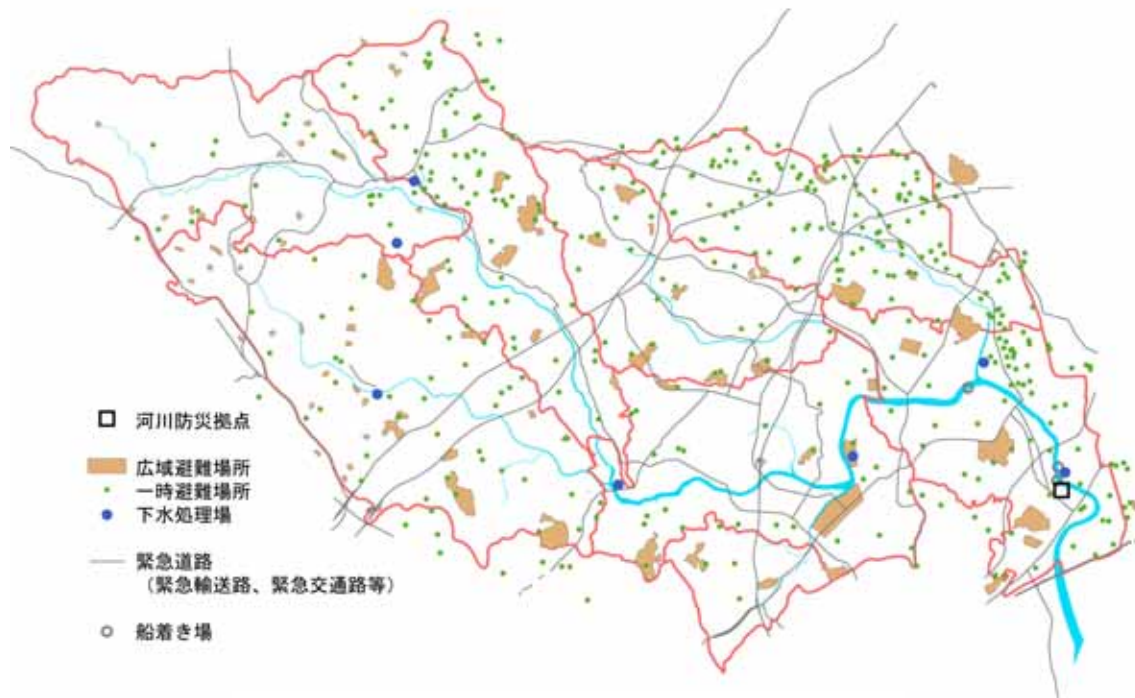 河川防災拠点
広域避難場所
一時避難場所
下水処理場
緊急道路
（緊急輸送路、緊急交通路等）
船着き場